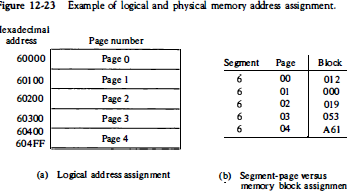 Figure 12-23 Example of logical and physical memory address assignment.
Hexadecimal
address Page number
60000 Page 0
60100 Page 1
60200 Page 2
60300 Page 3
60400 Page 4
604FF
Segment Page Block
6 00 012
6 01 000
6 02 019
6 03 053
6 04 A61
(a) Logical address assignment
(b) Segment-page versus
memory block assignmen